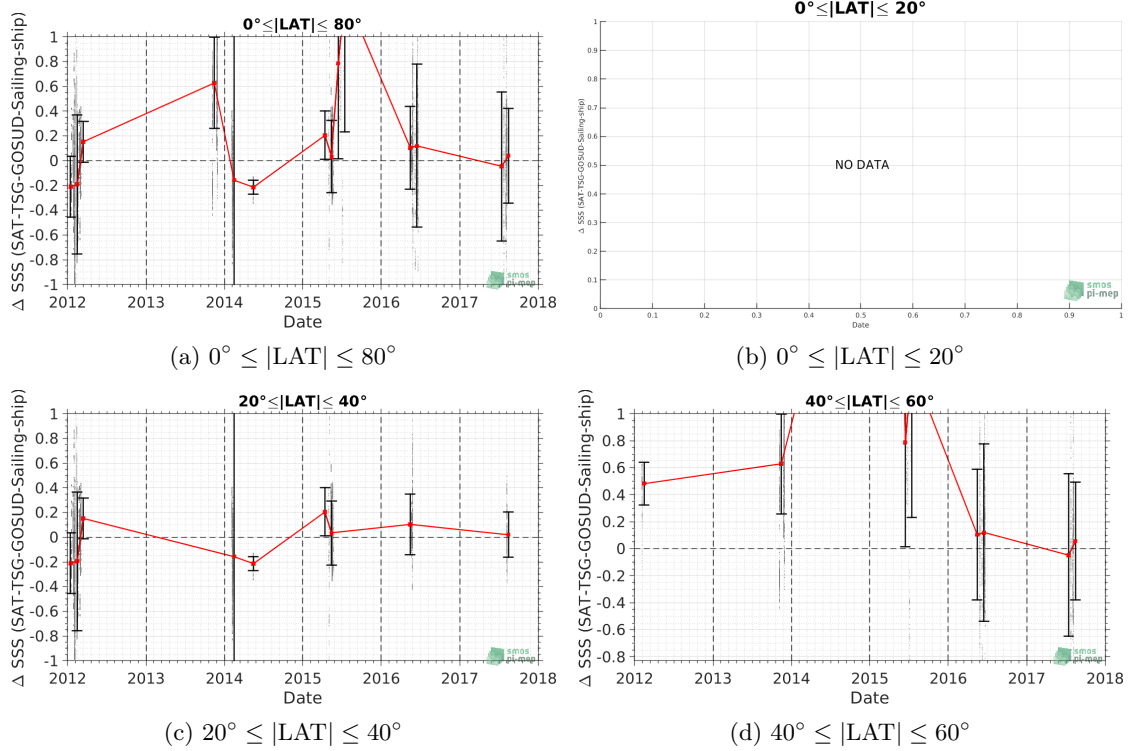 0°≤|LAT|≤ 80°
Δ SSS (SAT-TSG-GOSUD-Sailing-ship)
1
0.8
0.6
0.4
0.2
0
-0.2
-0.4
-0.6
-0.8
-1
2012 2013 2014 2015 2016 2017 2018
Date
smos
pi-mep
(a) 0° ≤ |LAT| ≤ 80°
0°≤|LAT|≤ 20°
Δ SSS (SAT-TSG-GOSUD-Sailing-ship)
1
0.9
0.8
0.7
0.6
0.5
0.4
0.3
0.2
0.1
0
NO DATA
0 0.1 0.2 0.3 0.4 0.5 0.6 0.7 0.8 0.9 1
Date
smos
pi-mep
(b) 0° ≤ |LAT| ≤ 20°
20°≤|LAT|≤ 40°
Δ SSS (SAT-TSG-GOSUD-Sailing-ship)
1
0.8
0.6
0.4
0.2
0
-0.2
-0.4
-0.6
-0.8
-1
2012 2013 2014 2015 2016 2017 2018
Date
smos
pi-mep
(c) 20° ≤ |LAT| ≤ 40°
40°≤|LAT|≤ 60°
Δ SSS (SAT-TSG-GOSUD-Sailing-ship)
1
0.8
0.6
0.4
0.2
0
-0.2
-0.4
-0.6
-0.8
2012 2013 2014 2015 2016 2017 2018
Date
smos
pi-mep
(d) 40° ≤ |LAT| ≤ 60°